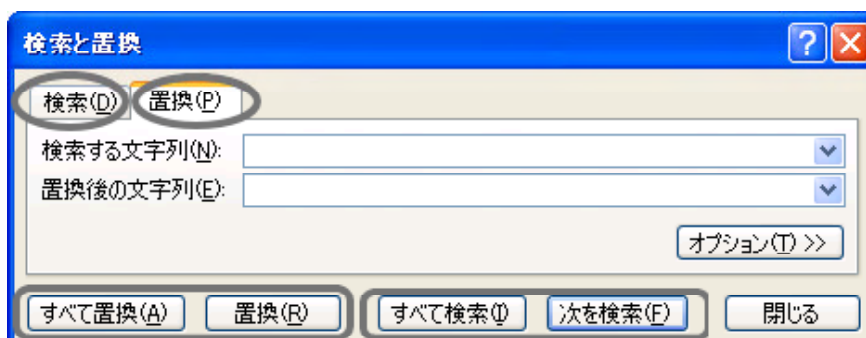 検索と置換
検索(D) 置換(P)
検索する文字列(N):
置換後の文字列(E):
オプション(T) >>
すべて置換(A) 置換(R) すべて検索(I) 次を検索(F) 閉じる